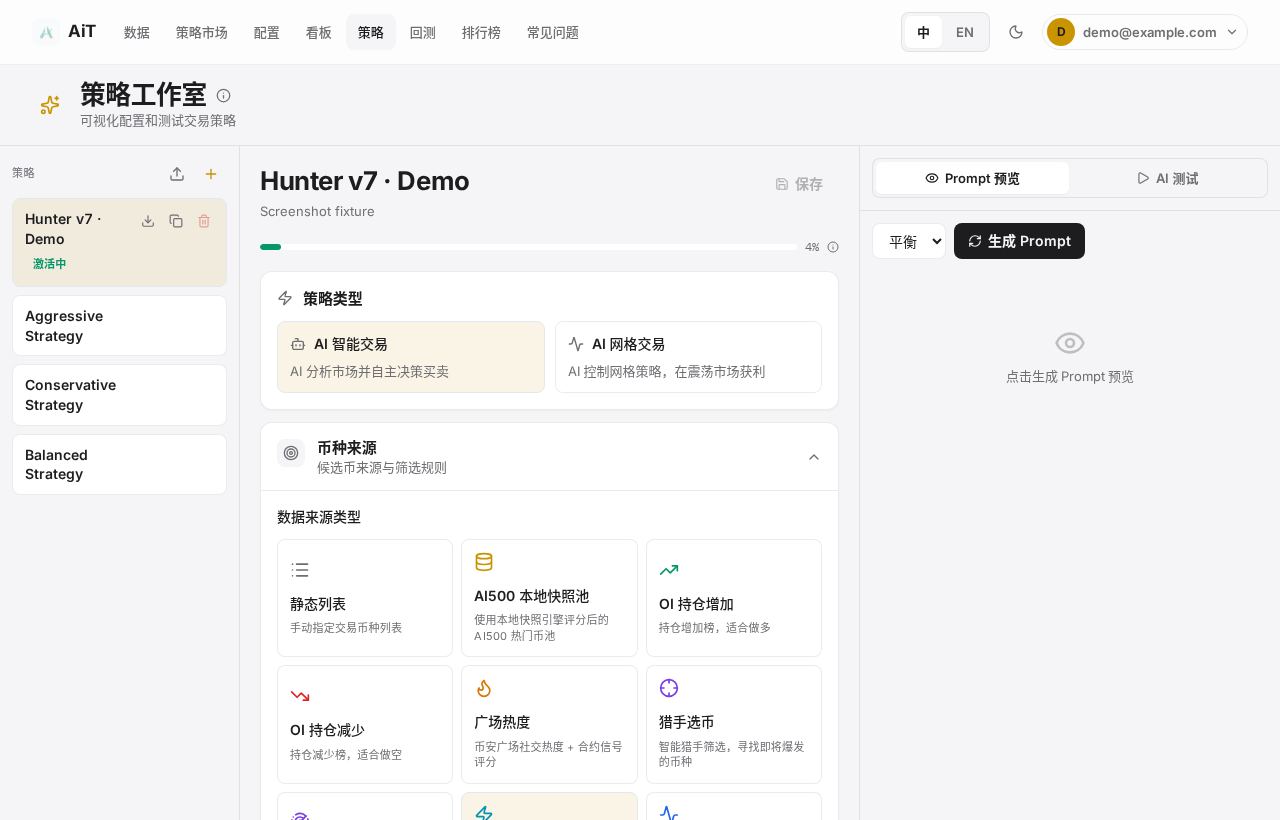 AiT
数据
策略市场
配置
看板
策略
回测
排行榜
常见问题
中
EN
D
demo@example.com
策略工作室
可视化配置和测试交易策略
策略
Hunter v7 ·
Demo
激活中
Aggressive
Strategy
Conservative
Strategy
Balanced
Strategy
Hunter v7 · Demo
保存
Screenshot fixture
4%
策略类型
AI 智能交易
AI 分析市场并自主决策买卖
AI 网格交易
AI 控制网格策略，在震荡市场获利
币种来源
候选币来源与筛选规则
数据来源类型
静态列表
手动指定交易币种列表
AI500 本地快照池
使用本地快照引擎评分后的
AI500 热门币池
OI 持仓增加
持仓增加榜，适合做多
OI 持仓减少
持仓减少榜，适合做空
广场热度
币安广场社交热度 + 合约信号
评分
猎手选币
智能猎手筛选，寻找即将爆发
的币种
Prompt 预览
AI 测试
平衡
生成 Prompt
点击生成 Prompt 预览